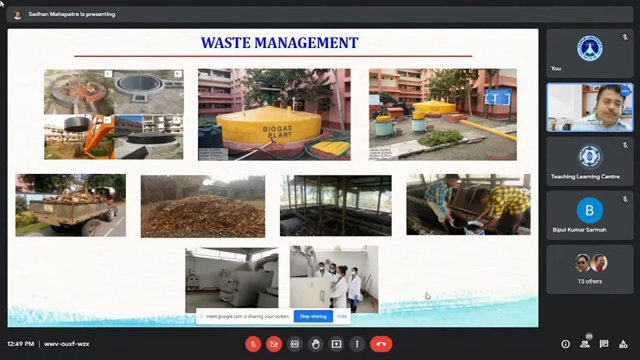 Sadhan Mahapatra is presenting
WASTE MANAGEMENT
BIOGAS
PLANT
You
Teaching Learning Centre
B
Bipul Kumar Sarmah
15 others
meet.google.com is sharing your screen.
Stop sharing
Hide
12:49 PM
wwv-ouxf-wzx
20